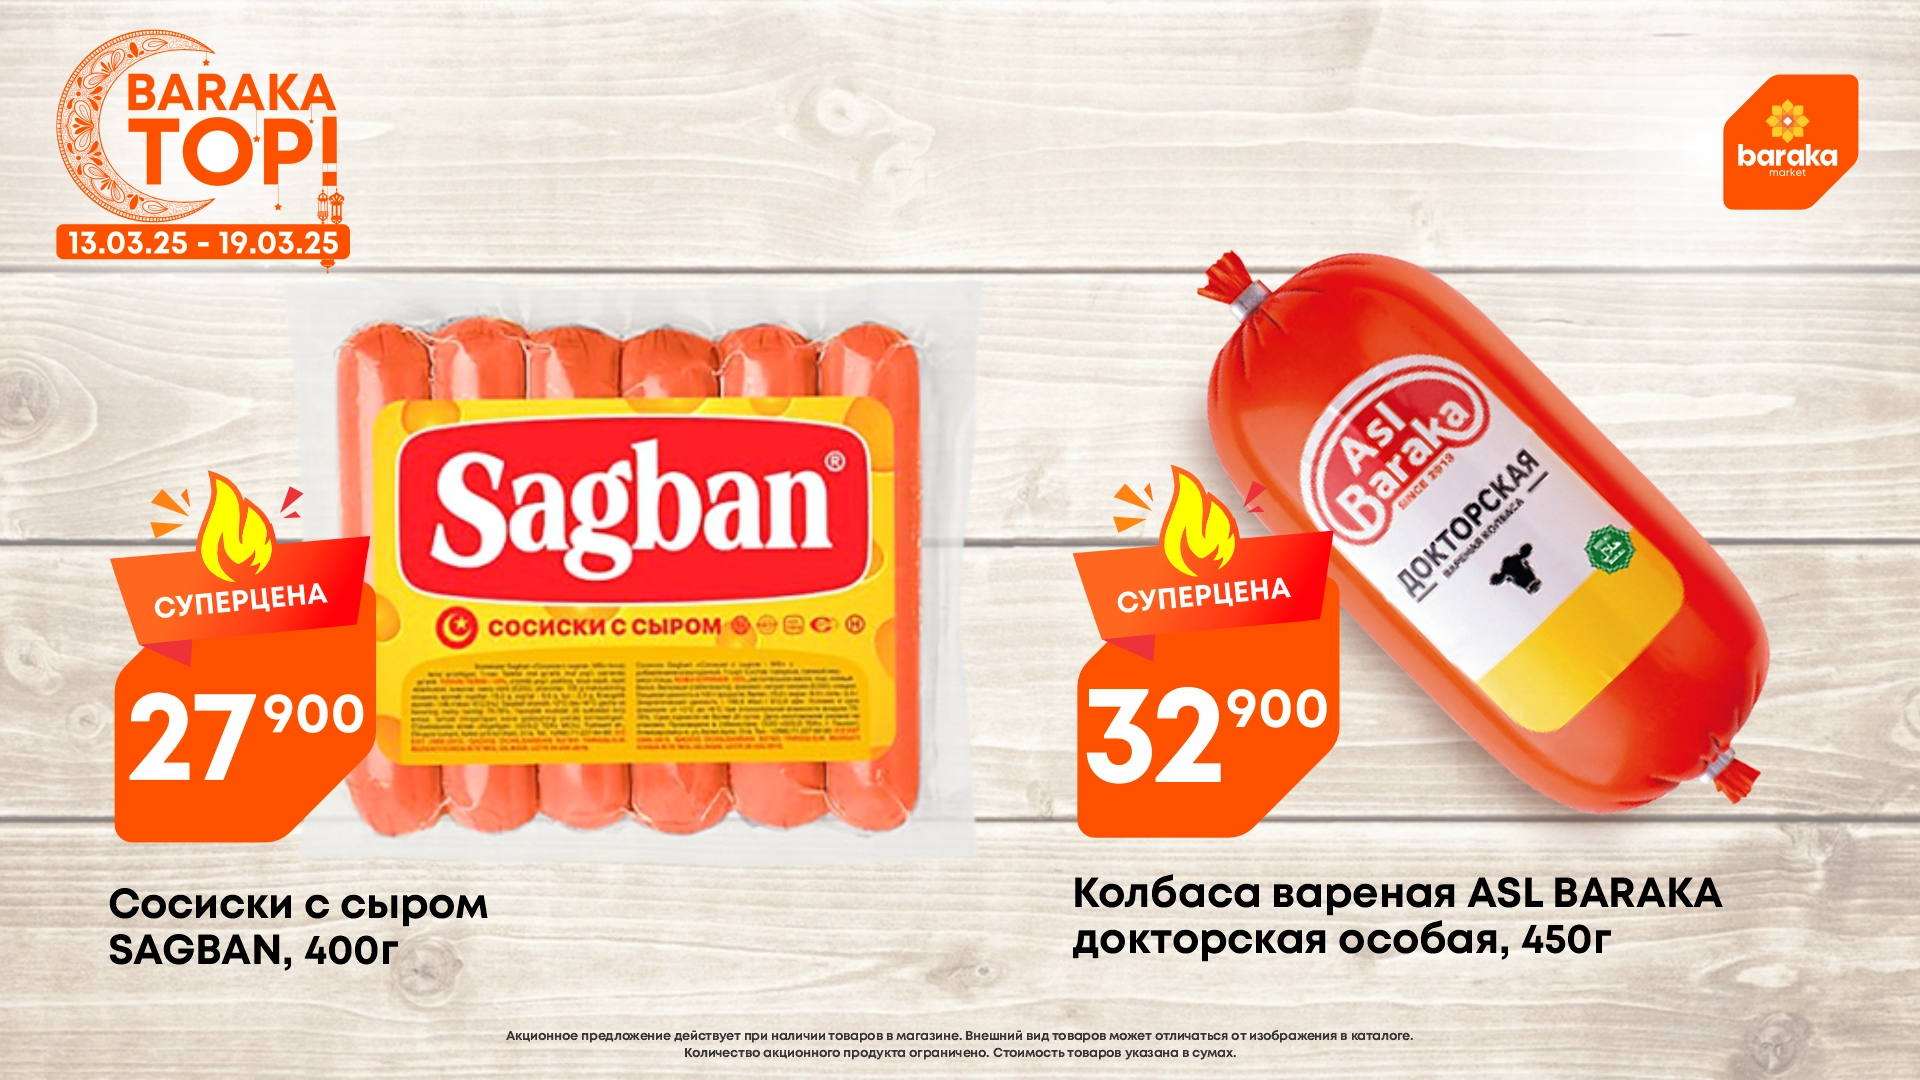 BARAKA
TOP!
13.03.25 - 19.03.25
baraka
market
Sagban®
СОСИСКИ С СЫРОМ
Asl
Baraka
SINCE 2013
ДОКТОРСКАЯ
ВАРЕНАЯ КОЛБАСА
СУПЕРЦЕНА
27 900
СУПЕРЦЕНА
32 900
Сосиски с сыром
SAGBAN, 400г
Колбаса вареная ASL BARAKA
докторская особая, 450г
Акционное предложение действует при наличии товаров в магазине. Внешний вид товаров может отличаться от изображения в каталоге.
Количество акционного продукта ограничено. Стоимость товаров указана в сумах.